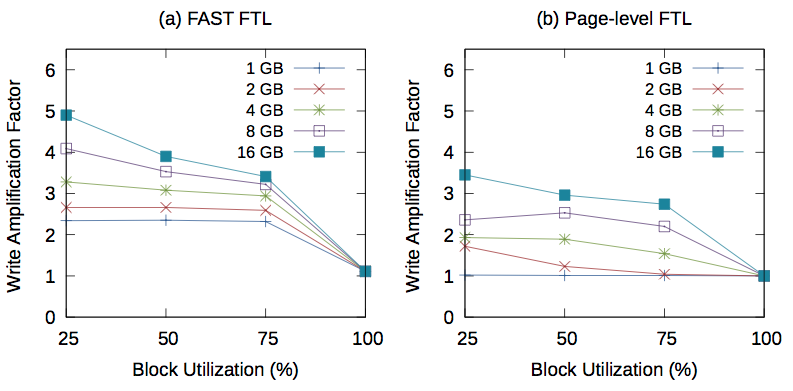 (a) FAST FTL
Write Amplification Factor
6
5
4
3
2
1
0
1 GB
2 GB
4 GB
8 GB
16 GB
25
50
75
100
Block Utilization (%)
(b) Page-level FTL
Write Amplification Factor
6
5
4
3
2
1
0
1 GB
2 GB
4 GB
8 GB
16 GB
25
50
75
100
Block Utilization (%)